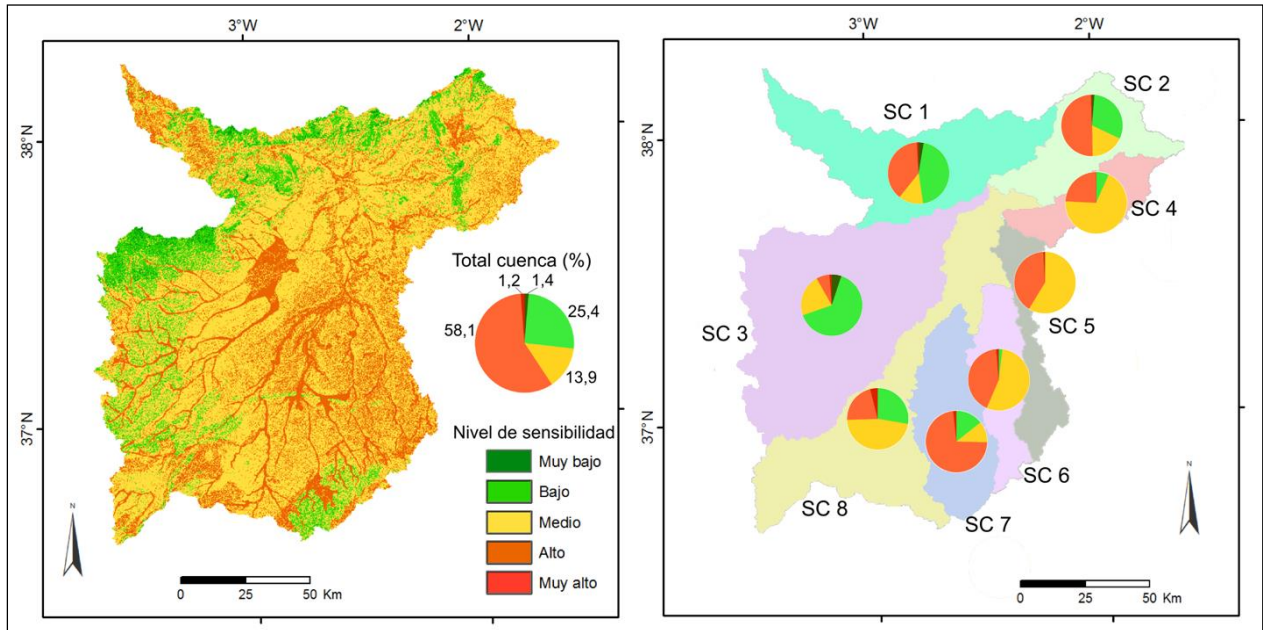 3°W
2°W
38°N
37°N
Total cuenca (%)
1,2
1,4
25,4
58,1
13,9
Nivel de sensibilidad
Muy bajo
Bajo
Medio
Alto
Muy alto
N
0 25 50 Km
3°W
2°W
38°N
37°N
SC 1
SC 2
SC 4
SC 3
SC 5
SC 6
SC 7
SC 8
N
0 25 50 Km